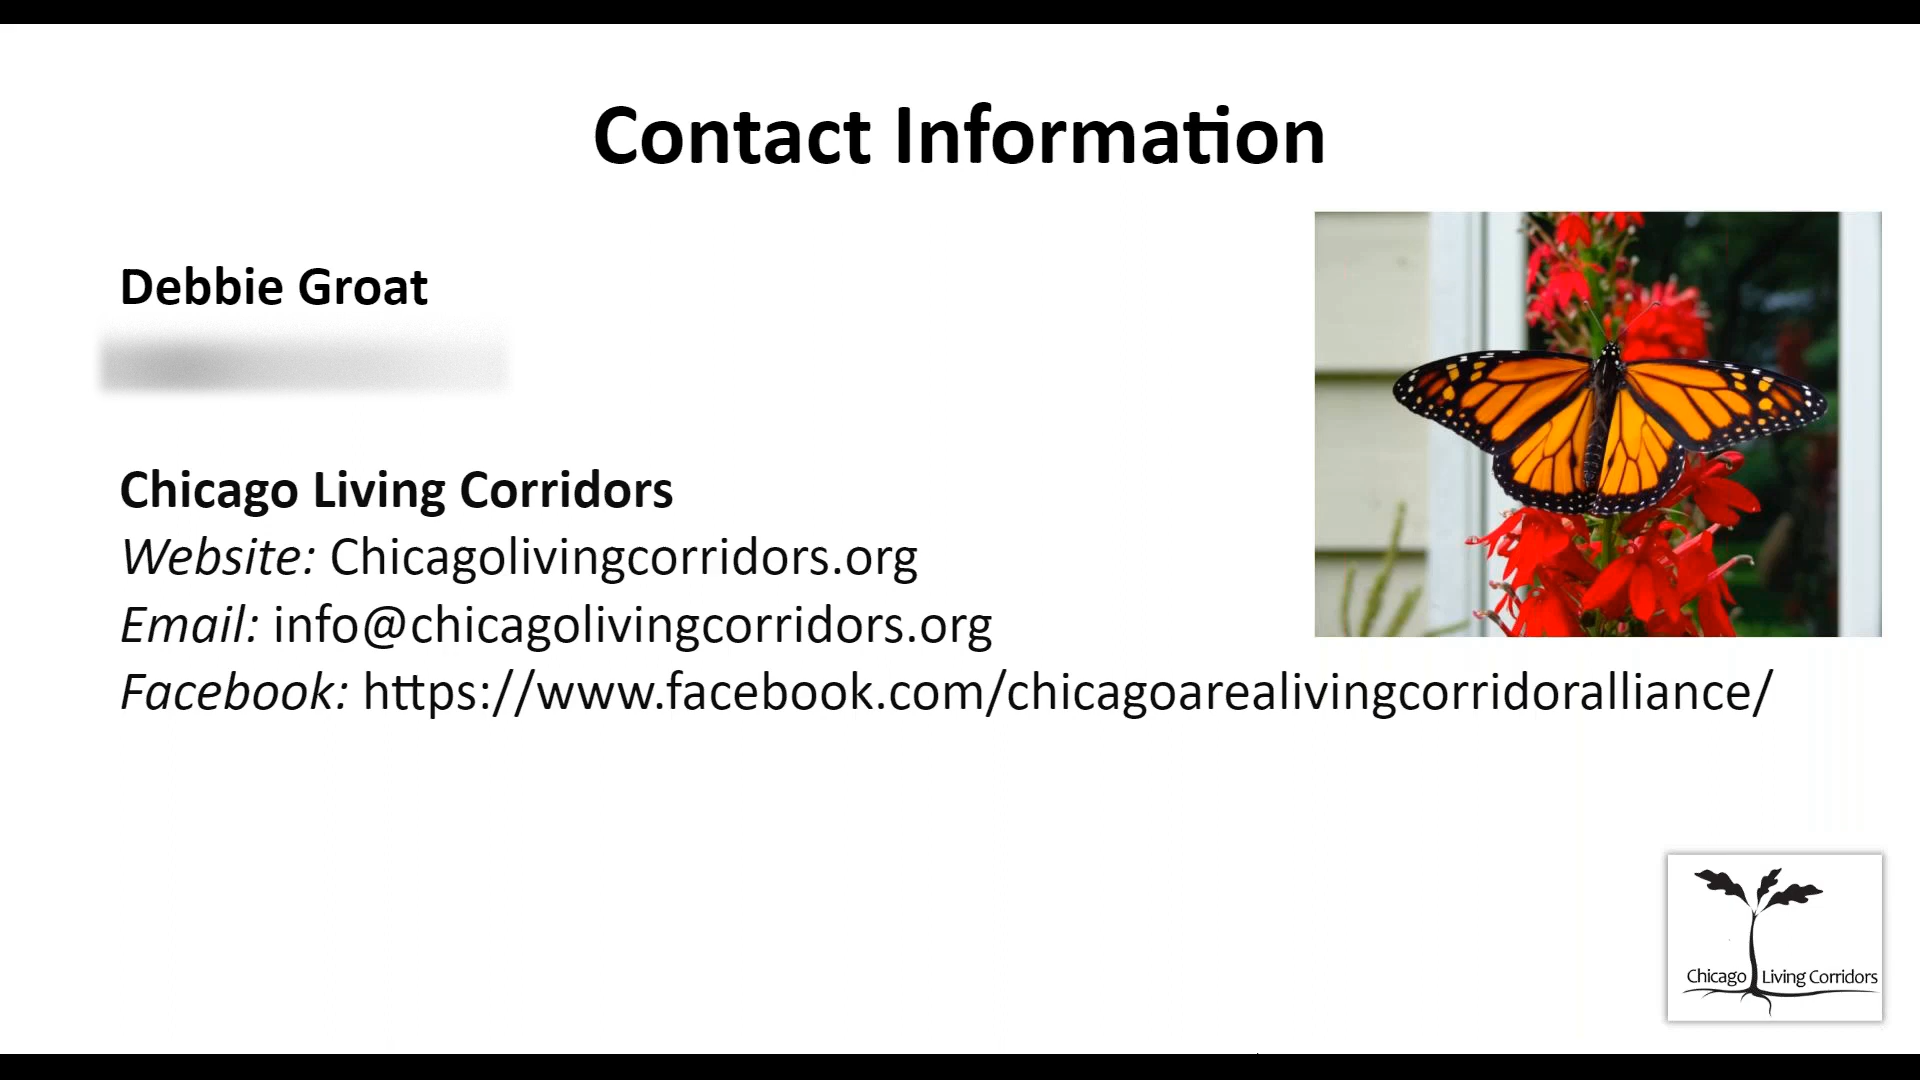 Contact Information
Debbie Groat
Chicago Living Corridors
Website: Chicagolivingcorridors.org
Email: info@chicagolivingcorridors.org
Facebook: https://www.facebook.com/chicagoarealivingcorridoralliance/
Chicago Living Corridors